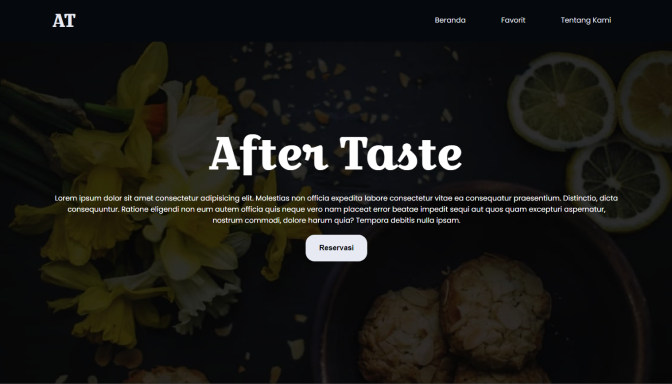 AT
Beranda Favorit Tentang Kami
After Taste
Lorem ipsum dolor sit amet consectetur adipisicing elit. Molestias non officia expedita labore consectetur vitae ea consequatur praesentium. Distinctio, dicta
consequuntur. Ratione eligendi non eum autem officia quis neque vero nam placeat error beatae impedit sequi aut quos quam excepturi aspernatur,
nostrum commodi, dolore harum quia? Tempora debitis nulla ipsam.
Reservasi